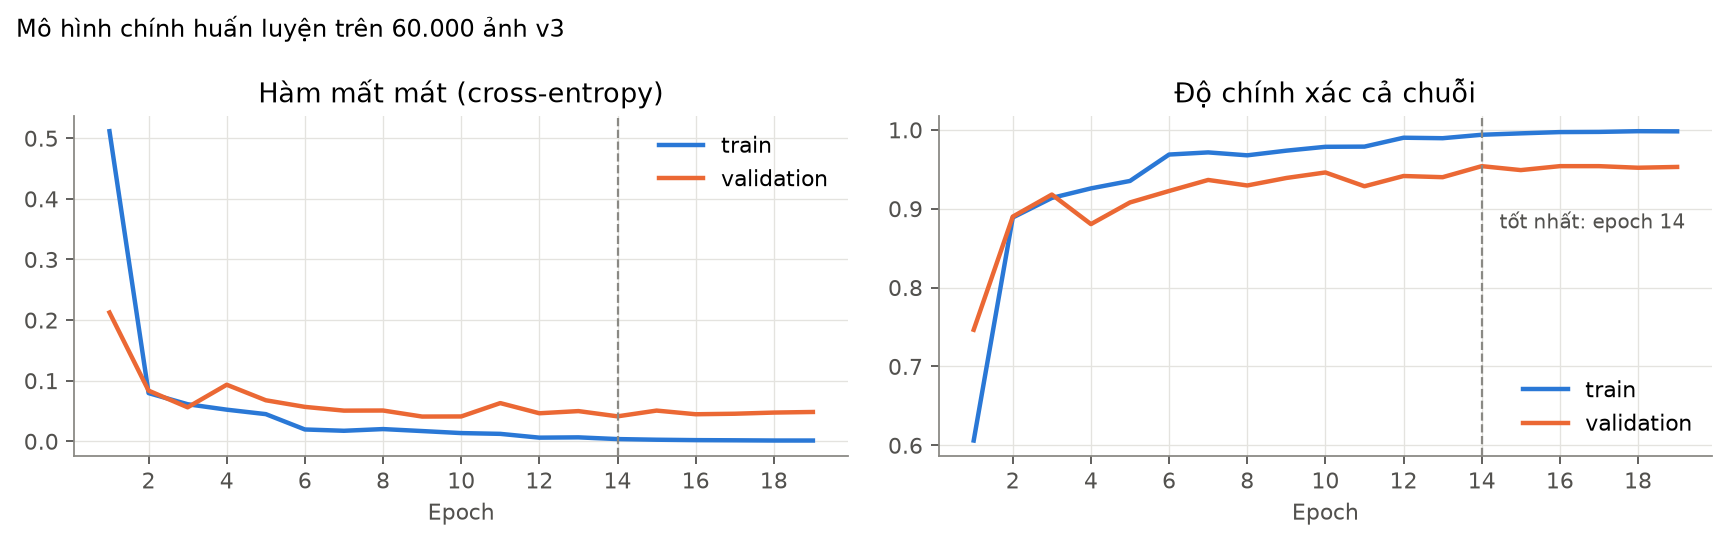 Mô hình chính huấn luyện trên 60.000 ảnh v3
Hàm mất mát (cross-entropy)
0.5
0.4
0.3
0.2
0.1
0.0
train
validation
2 4 6 8 10 12 14 16 18
Epoch
Độ chính xác cả chuỗi
1.0
0.9
0.8
0.7
0.6
tốt nhất: epoch 14
train
validation
2 4 6 8 10 12 14 16 18
Epoch